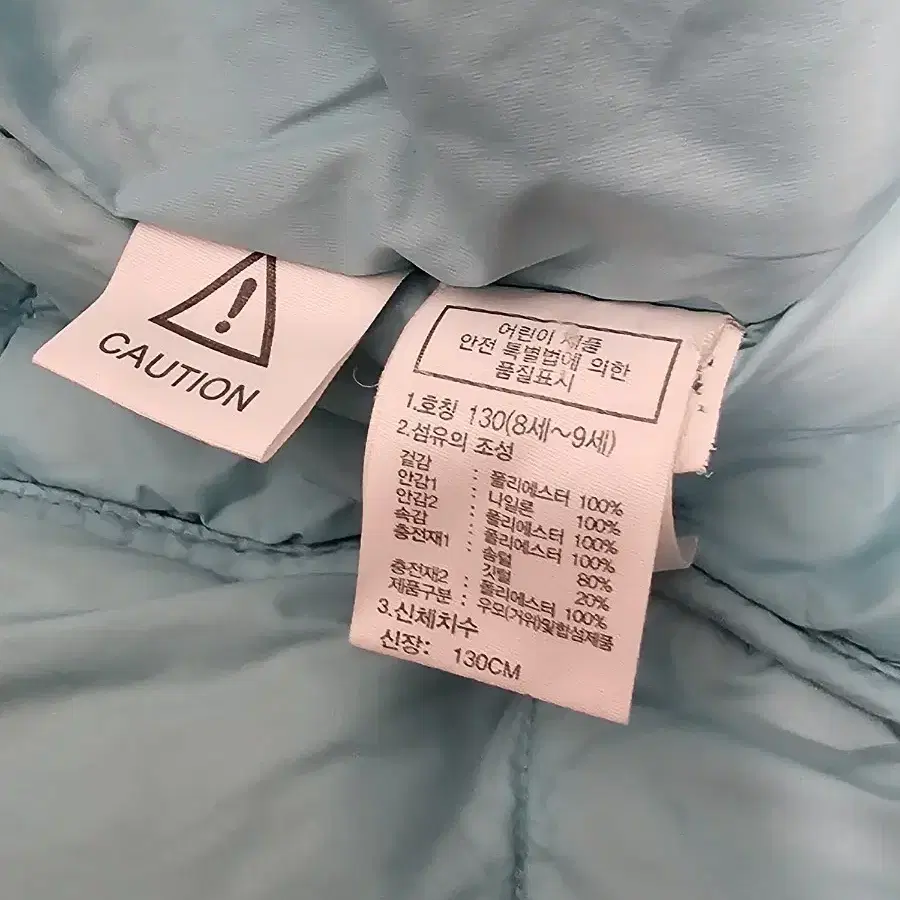 CAUTION
어린이 제품
안전 특별법에 의한
품질표시
1.호칭 130(8세~9세)
2.섬유의 조성
겉감 : 폴리에스터 100%
안감1 : 나일론 100%
안감2 : 폴리에스터 100%
속감 : 폴리에스터 100%
충전재1 : 솜털 80%
깃털 20%
충전재2 : 폴리에스터 100%
제품구분 : 우모(거위)및합성제품
3.신체치수
신장: 130CM